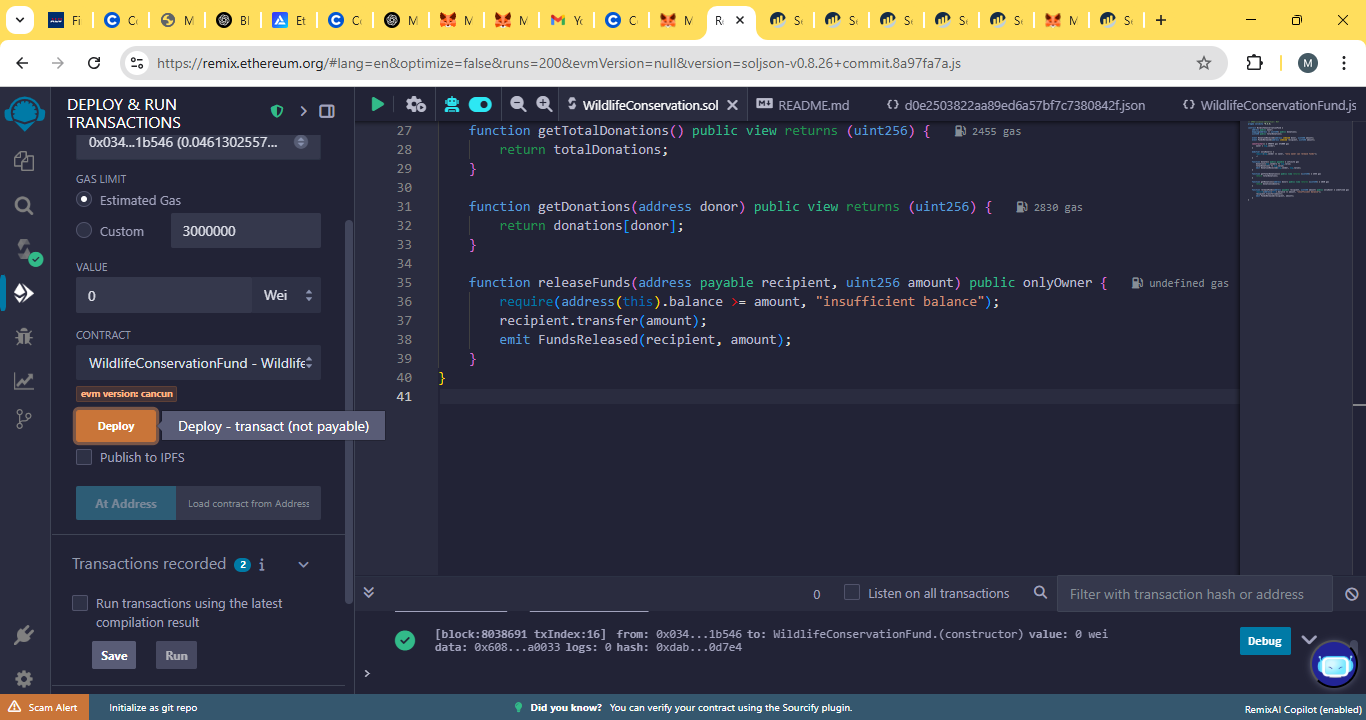 Fi
C
M
Bl
Et
C
M
M
M
Yo
C
M
R
S
S
S
S
S
M
S
https://remix.ethereum.org/#lang=en&optimize=false&runs=200&evmVersion=null&version=soljson-v0.8.26+commit.8a97fa7a.js
M
DEPLOY & RUN
TRANSACTIONS
0x034...1b546 (0.0461302557...
GAS LIMIT
Estimated Gas
Custom
3000000
VALUE
0
Wei
CONTRACT
WildlifeConservationFund - Wildlife
evm version: cancun
Deploy
Deploy - transact (not payable)
Publish to IPFS
At Address
Load contract from Address
Transactions recorded 2 i
Run transactions using the latest
compilation result
Save
Run
WildlifeConservation.sol
README.md
d0e2503822aa89ed6a57bf7c7380842f.json
WildlifeConservationFund.js
27 function getTotalDonations() public view returns (uint256) { 2455 gas
28 return totalDonations;
29 }
30
31 function getDonations(address donor) public view returns (uint256) { 2830 gas
32 return donations[donor];
33 }
34
35 function releaseFunds(address payable recipient, uint256 amount) public onlyOwner { undefined gas
36 require(address(this).balance >= amount, "insufficient balance");
37 recipient.transfer(amount);
38 emit FundsReleased(recipient, amount);
39 }
40 }
41
0
Listen on all transactions
Filter with transaction hash or address
[block:8038691 txIndex:16] from: 0x034...1b546 to: WildlifeConservationFund.(constructor) value: 0 wei
data: 0x608...a0033 logs: 0 hash: 0xdab...0d7e4
Debug
>
Scam Alert
Initialize as git repo
Did you know? You can verify your contract using the Sourcify plugin.
RemixAI Copilot (enabled)